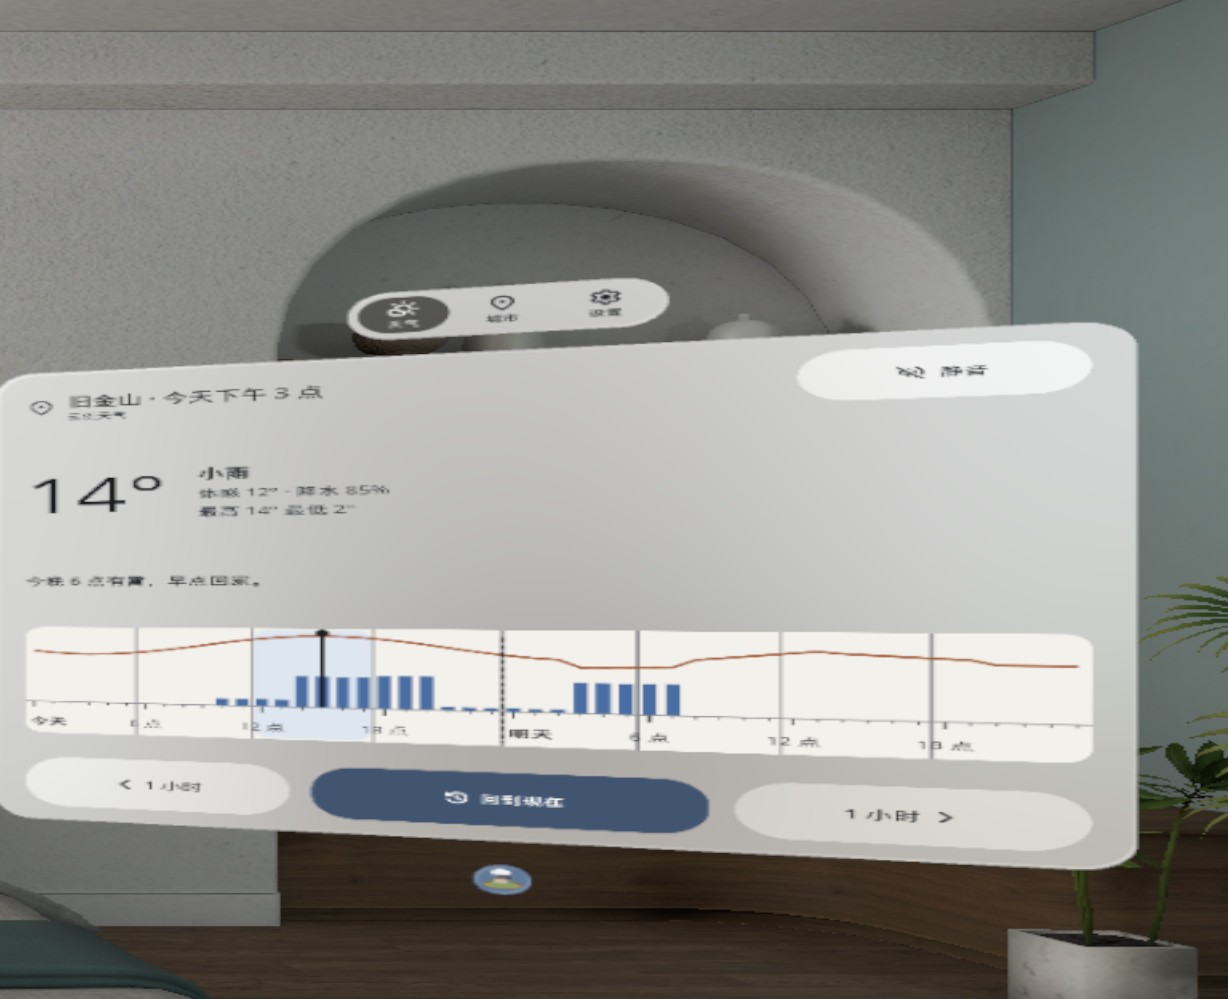 天气
城市
设置
旧金山 · 今天下午 3 点
14°
小雨
体感 12° · 降水 85%
最高 14° 最低 2°
今晚 6 点有雷，早点回家。
今天
6 点
12 点
18 点
明天
6 点
12 点
18 点
1 小时
回到现在
1 小时